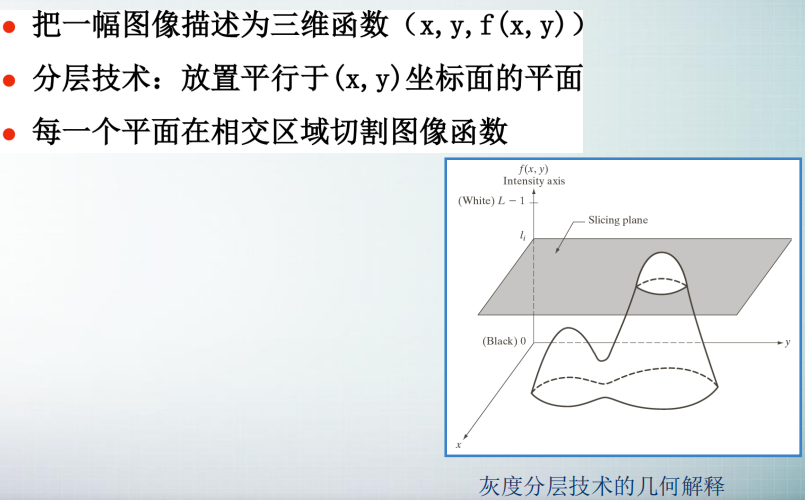 ● 把一幅图像描述为三维函数（x,y,f(x,y)）
● 分层技术：放置平行于(x,y)坐标面的平面
● 每一个平面在相交区域切割图像函数
f(x, y)
Intensity axis
(White) L − 1
Slicing plane
lᵢ
(Black) 0
y
x
灰度分层技术的几何解释